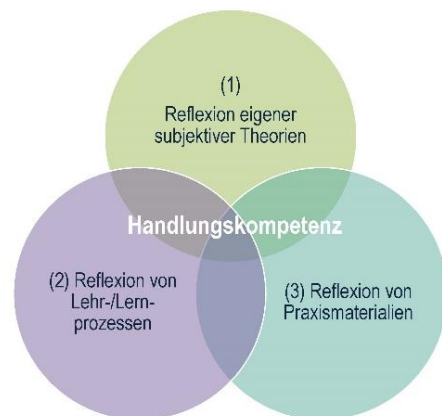 (1)
Reflexion eigener
subjektiver Theorien
Handlungskompetenz
(2) Reflexion von
Lehr-/Lern-
prozessen
(3) Reflexion von
Praxismaterialien